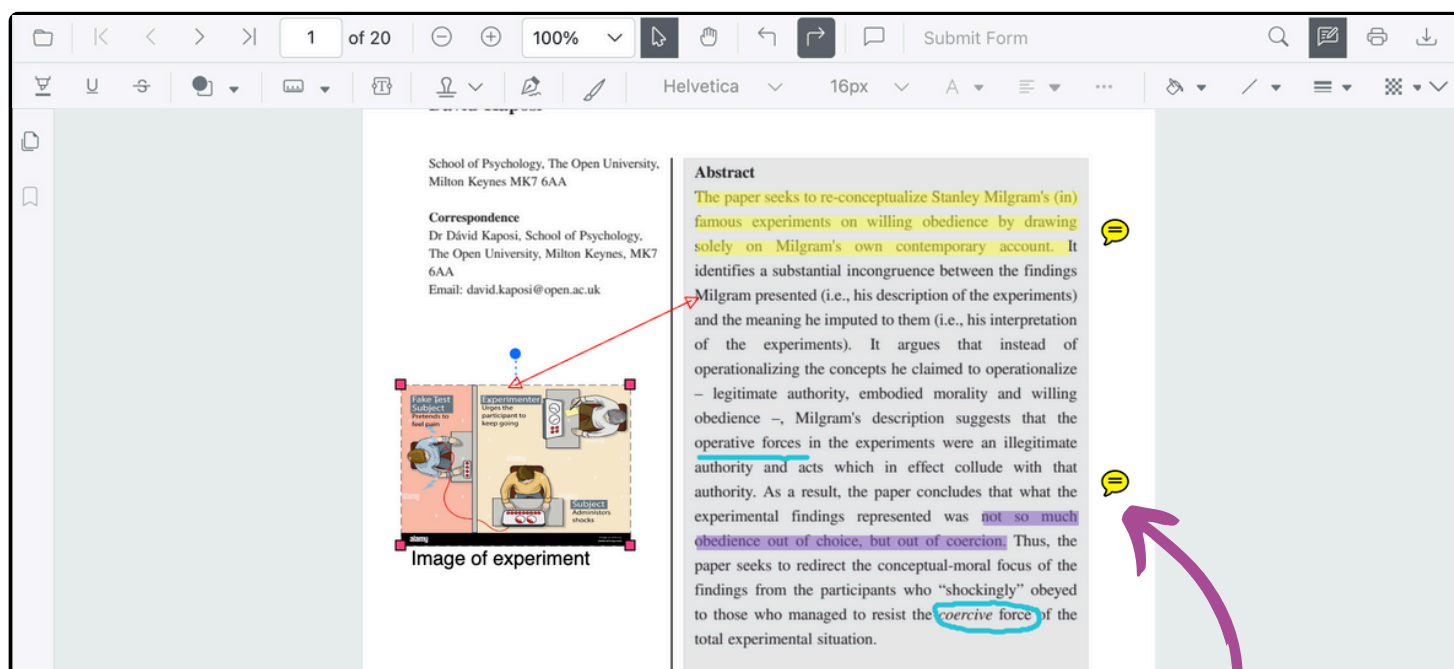 1 of 20 100% Submit Form
Helvetica 16px
School of Psychology, The Open University,
Milton Keynes MK7 6AA
Correspondence
Dr Dávid Kaposi, School of Psychology,
The Open University, Milton Keynes, MK7
6AA
Email: david.kaposi@open.ac.uk
Fake Test
Subject
Pretends to
feel pain
Experimenter
Urges the
participant to
keep going
Subject
Administers
shocks
alamy
Image of experiment
Abstract
The paper seeks to re-conceptualize Stanley Milgram's (in)
famous experiments on willing obedience by drawing
solely on Milgram's own contemporary account. It
identifies a substantial incongruence between the findings
Milgram presented (i.e., his description of the experiments)
and the meaning he imputed to them (i.e., his interpretation
of the experiments). It argues that instead of
operationalizing the concepts he claimed to operationalize
– legitimate authority, embodied morality and willing
obedience –, Milgram's description suggests that the
operative forces in the experiments were an illegitimate
authority and acts which in effect collude with that
authority. As a result, the paper concludes that what the
experimental findings represented was not so much
obedience out of choice, but out of coercion. Thus, the
paper seeks to redirect the conceptual-moral focus of the
findings from the participants who “shockingly” obeyed
to those who managed to resist the coercive force of the
total experimental situation.